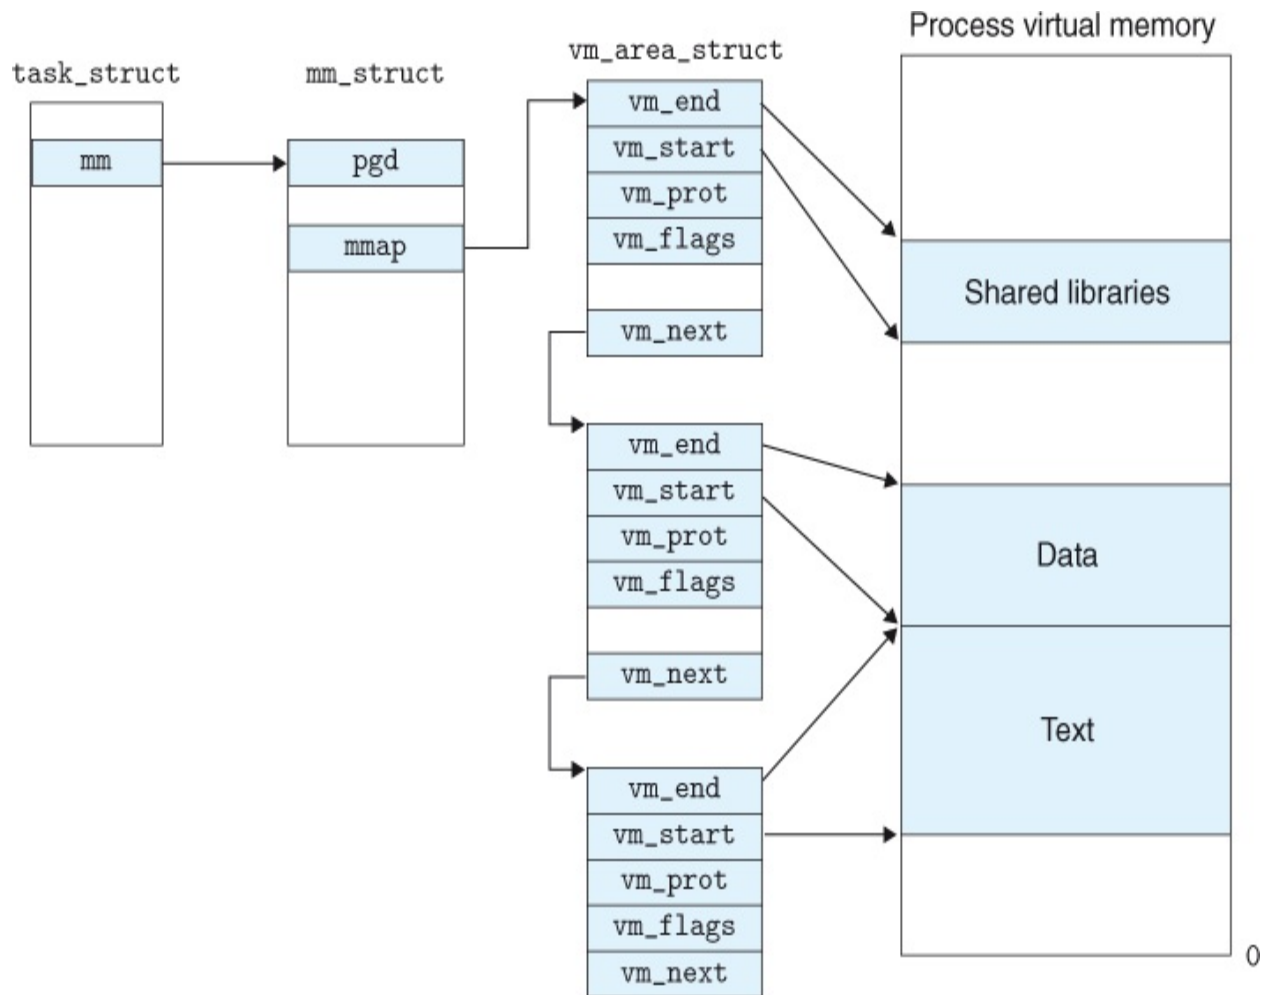 Process virtual memory
task_struct
mm
mm_struct
pgd
mmap
vm_area_struct
vm_end
vm_start
vm_prot
vm_flags
vm_next
vm_end
vm_start
vm_prot
vm_flags
vm_next
vm_end
vm_start
vm_prot
vm_flags
vm_next
Shared libraries
Data
Text
0